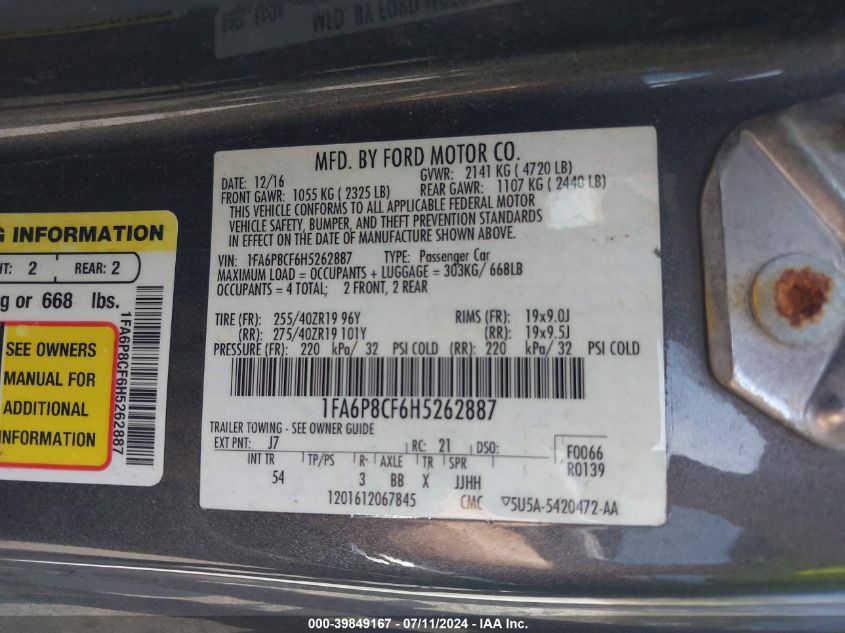 MFD. BY FORD MOTOR CO.
DATE: 12/16 GVWR: 2141 KG ( 4720 LB)
FRONT GAWR: 1055 KG ( 2325 LB) REAR GAWR: 1107 KG ( 2440 LB)
THIS VEHICLE CONFORMS TO ALL APPLICABLE FEDERAL MOTOR
VEHICLE SAFETY, BUMPER, AND THEFT PREVENTION STANDARDS
IN EFFECT ON THE DATE OF MANUFACTURE SHOWN ABOVE.
VIN: 1FA6P8CF6H5262887 TYPE: Passenger Car
MAXIMUM LOAD = OCCUPANTS + LUGGAGE = 303KG/ 668LB
OCCUPANTS = 4 TOTAL; 2 FRONT, 2 REAR
TIRE (FR): 255/40ZR19 96Y RIMS (FR): 19x9.0J
(RR): 275/40ZR19 101Y (RR): 19x9.5J
PRESSURE (FR): 220 kPa/ 32 PSI COLD (RR): 220 kPa/ 32 PSI COLD
1FA6P8CF6H5262887
TRAILER TOWING - SEE OWNER GUIDE
EXT PNT: J7 RC: 21 DSO: F0066
R0139
INT TR TP/PS R AXLE TR SPR
54 3 BB X JJHH
1201612067845 CMC ▽5U5A-5420472-AA
G INFORMATION
NT: 2 REAR: 2
g or 668 lbs.
SEE OWNERS
MANUAL FOR
ADDITIONAL
INFORMATION
1FA6P8CF6H5262887
000-39849167 - 07/11/2024 - IAA Inc.